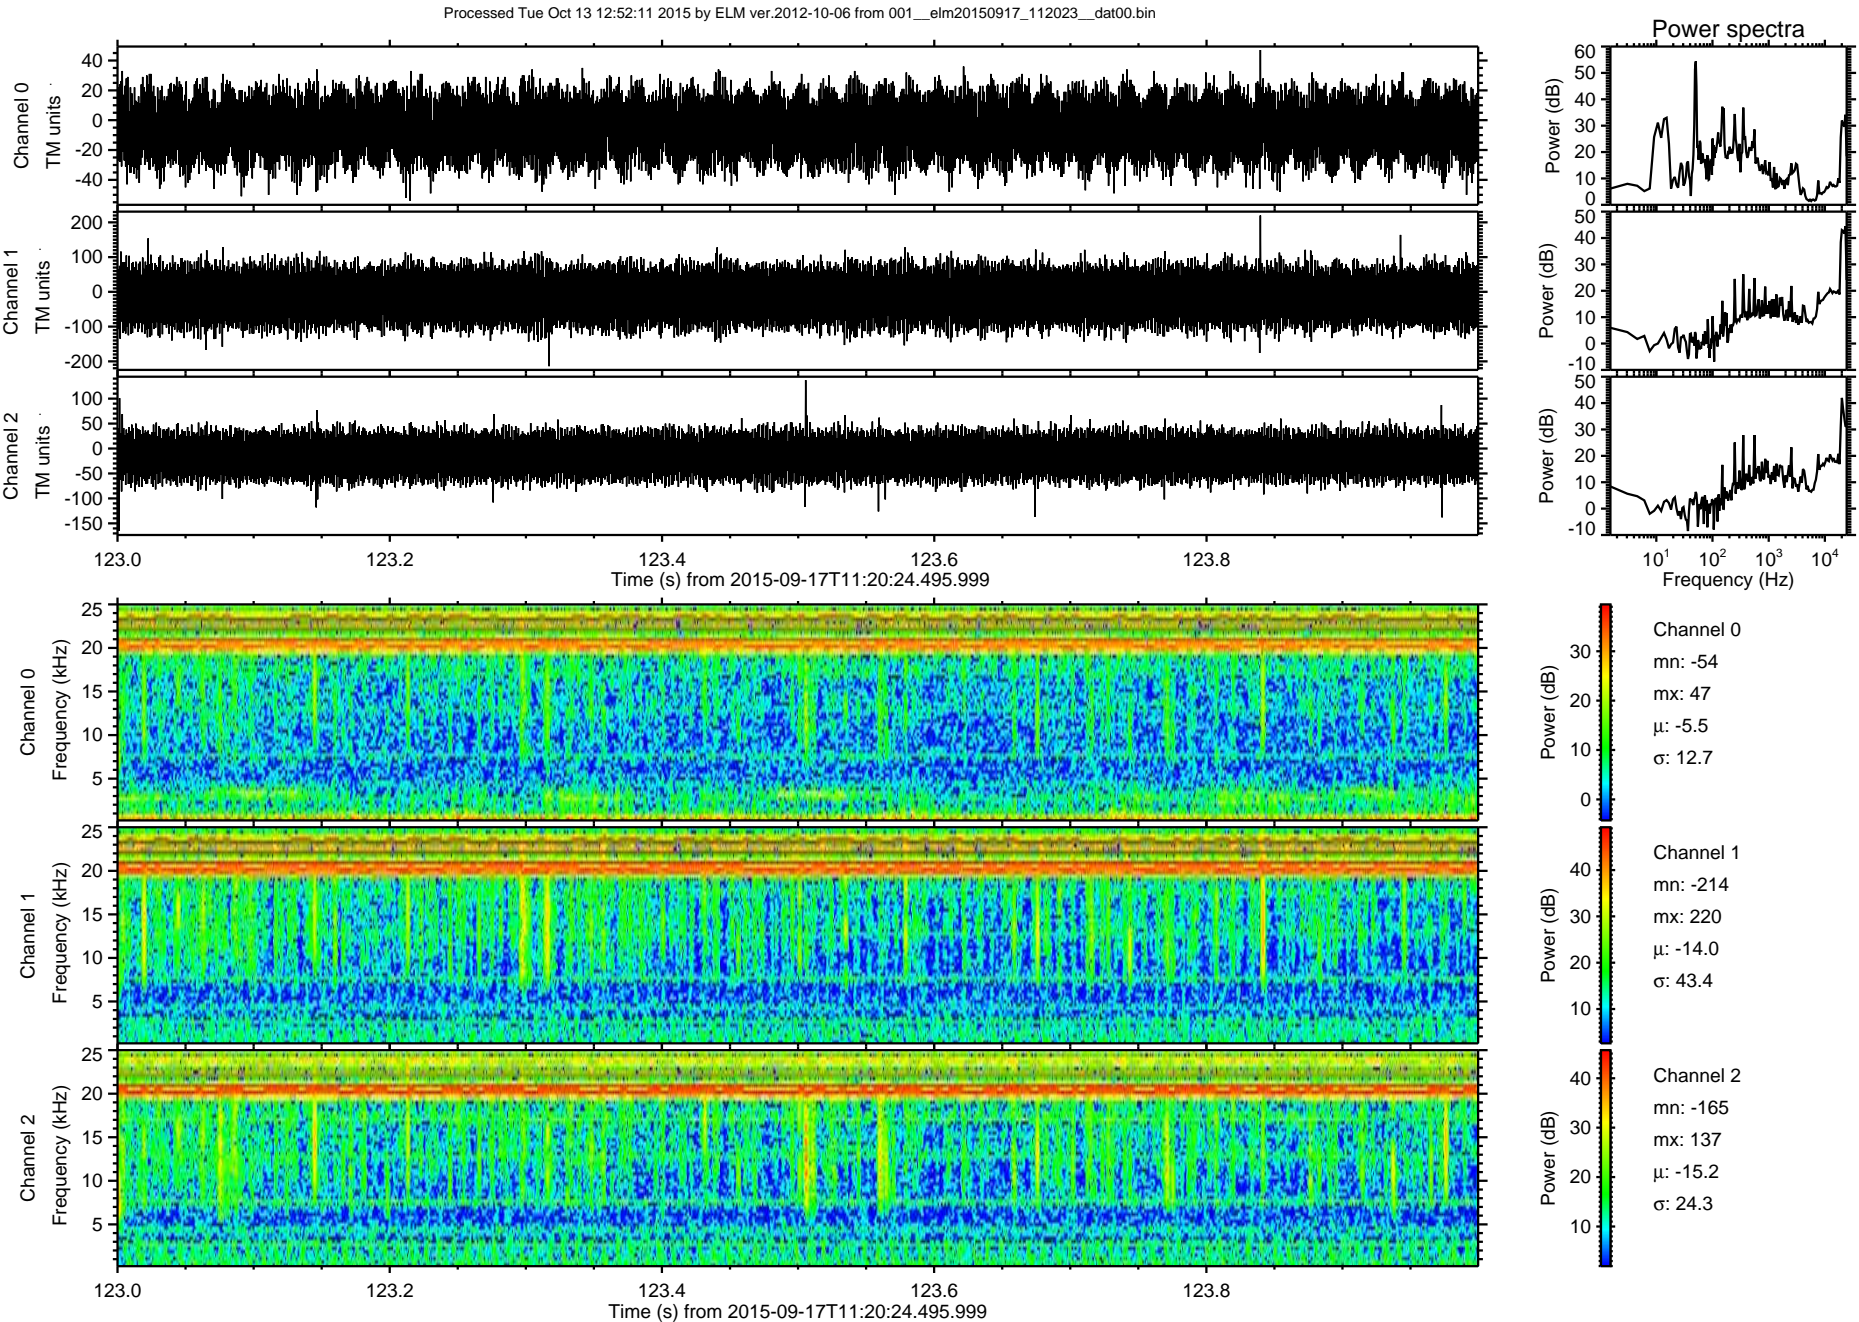 Processed Tue Oct 13 12:52:11 2015 by ELM ver.2012-10-06 from 001__elm20150917_112023__dat00.bin
Power spectra
Channel 0
TM units
40
20
0
-20
-40
Power (dB)
60
50
40
30
20
10
0
Channel 1
TM units
200
100
0
-100
-200
Power (dB)
50
40
30
20
10
0
-10
Channel 2
TM units
100
50
0
-50
-100
-150
Power (dB)
50
40
30
20
10
0
-10
123.0 123.2 123.4 123.6 123.8
Time (s) from 2015-09-17T11:20:24.495.999
10^1 10^2 10^3 10^4
Frequency (Hz)
Channel 0
Frequency (kHz)
25
20
15
10
5
Power (dB)
30
20
10
0
Channel 0
mn: -54
mx: 47
μ: -5.5
σ: 12.7
Channel 1
Frequency (kHz)
25
20
15
10
5
Power (dB)
40
30
20
10
Channel 1
mn: -214
mx: 220
μ: -14.0
σ: 43.4
Channel 2
Frequency (kHz)
25
20
15
10
5
Power (dB)
40
30
20
10
Channel 2
mn: -165
mx: 137
μ: -15.2
σ: 24.3
123.0 123.2 123.4 123.6 123.8
Time (s) from 2015-09-17T11:20:24.495.999